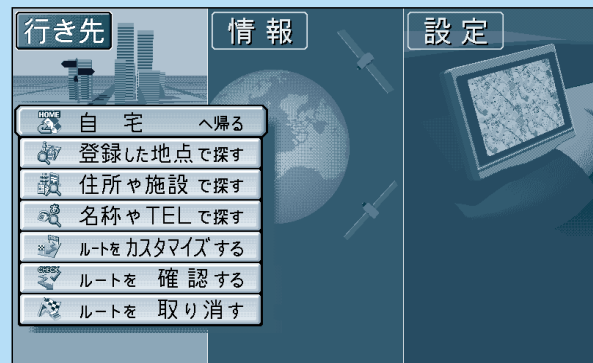 行き先
情報
設定
HOME 自宅 へ帰る
登録した地点で探す
住所や施設で探す
名称やTELで探す
ルートをカスタマイズする
CHECK ルートを 確認する
ルートを 取り消す